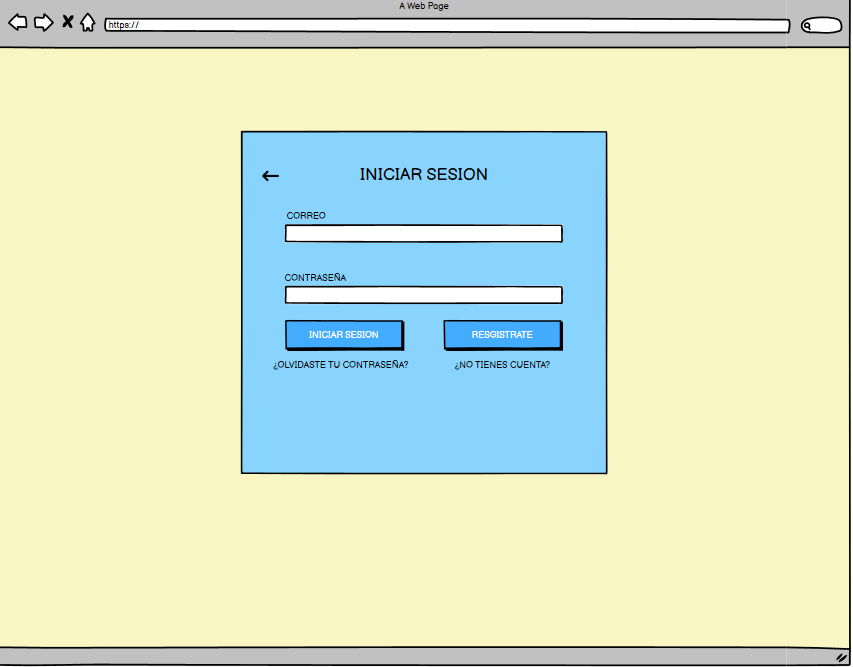 A Web Page
https://
INICIAR SESION
CORREO
CONTRASEÑA
INICIAR SESION
RESGISTRATE
¿OLVIDASTE TU CONTRASEÑA?
¿NO TIENES CUENTA?